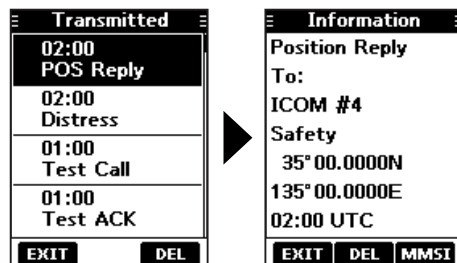 Transmitted
02:00
POS Reply
02:00
Distress
01:00
Test Call
01:00
Test ACK
EXIT DEL
Information
Position Reply
To:
ICOM #4
Safety
35°00.0000N
135°00.0000E
02:00 UTC
EXIT DEL MMSI